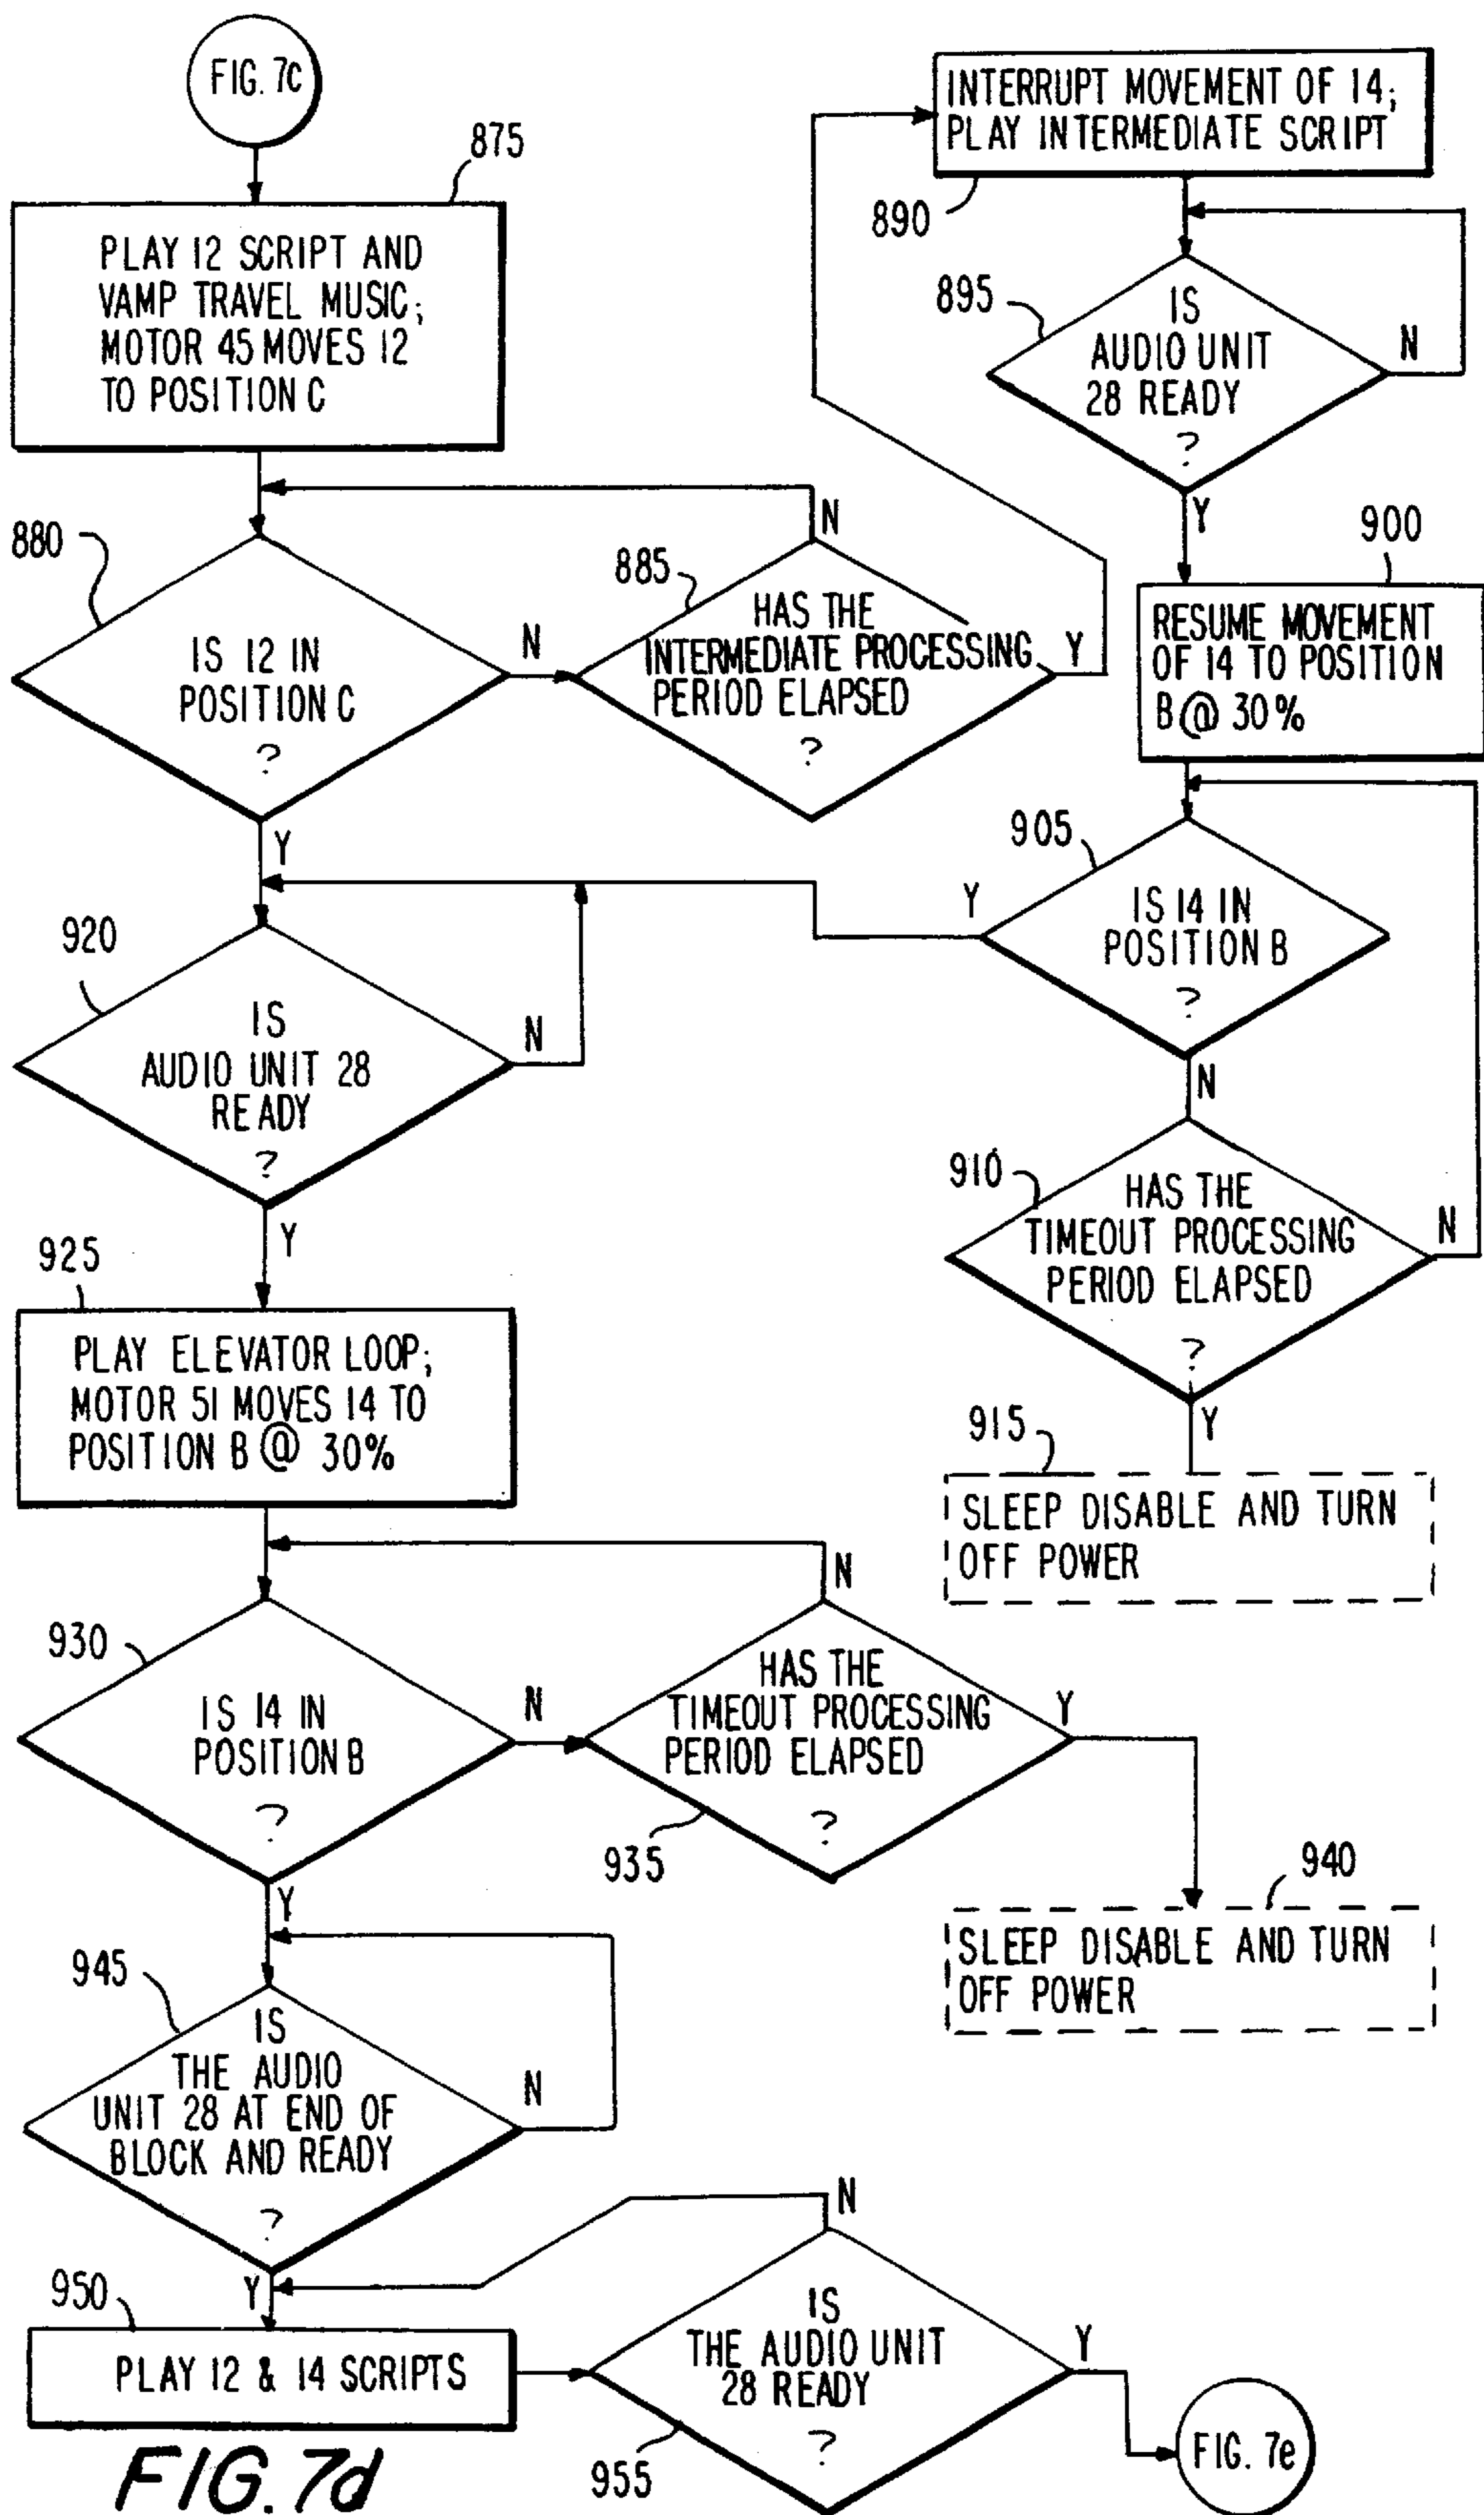 FIG. 7c
875
PLAY 12 SCRIPT AND
VAMP TRAVEL MUSIC;
MOTOR 45 MOVES 12
TO POSITION C
880
IS 12 IN
POSITION C
?
Y
N
885
HAS THE
INTERMEDIATE PROCESSING
PERIOD ELAPSED
?
N
Y
INTERRUPT MOVEMENT OF 14;
PLAY INTERMEDIATE SCRIPT
890
895
IS
AUDIO UNIT
28 READY
?
N
Y
900
RESUME MOVEMENT
OF 14 TO POSITION
B @ 30%
905
IS 14 IN
POSITION B
?
Y
N
910
HAS THE
TIMEOUT PROCESSING
PERIOD ELAPSED
?
N
Y
915
SLEEP DISABLE AND TURN
OFF POWER
920
IS
AUDIO UNIT 28
READY
?
N
Y
925
PLAY ELEVATOR LOOP;
MOTOR 51 MOVES 14 TO
POSITION B @ 30%
930
IS 14 IN
POSITION B
?
N
Y
HAS THE
TIMEOUT PROCESSING
PERIOD ELAPSED
?
935
N
Y
940
SLEEP DISABLE AND TURN
OFF POWER
945
IS
THE AUDIO
UNIT 28 AT END OF
BLOCK AND READY
?
N
Y
950
PLAY 12 & 14 SCRIPTS
IS
THE AUDIO UNIT
28 READY
?
955
N
Y
FIG. 7e
FIG. 7d